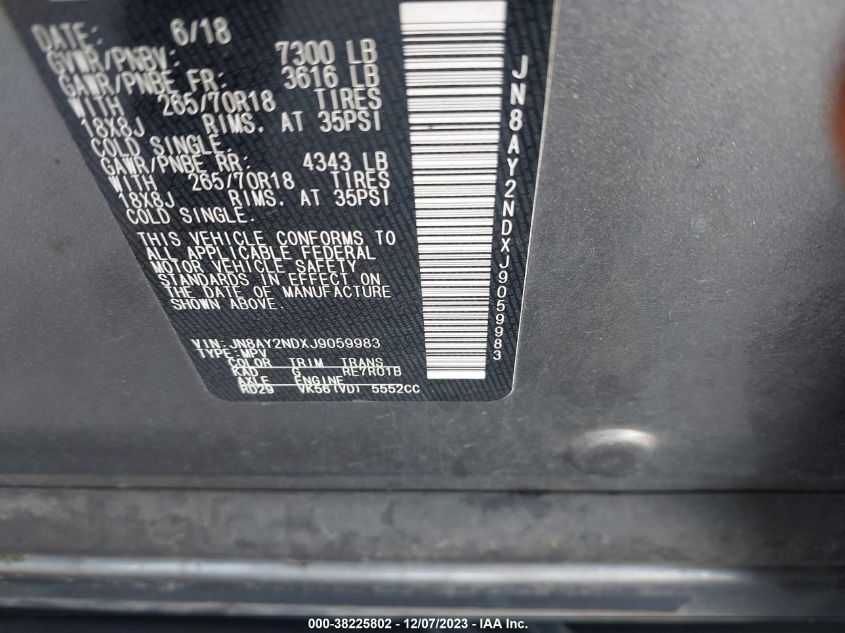 DATE: 6/18
GVWR/PNBV: 7300 LB
GAWR/PNBE FR: 3616 LB
WITH 265/70R18 TIRES
18X8J RIMS, AT 35PSI
COLD SINGLE.
GAWR/PNBE RR: 4343 LB
WITH 265/70R18 TIRES
18X8J RIMS, AT 35PSI
COLD SINGLE.
THIS VEHICLE CONFORMS TO
ALL APPLICABLE FEDERAL
MOTOR VEHICLE SAFETY
STANDARDS IN EFFECT ON
THE DATE OF MANUFACTURE
SHOWN ABOVE.
VIN: JN8AY2NDXJ9059983
TYPE: MPV
COLOR TRIM TRANS
KAD G RE7R01B
AXLE ENGINE
RD29 VK56(VD) 5552CC
JN8AY2NDXJ9059983
000-38225802 - 12/07/2023 - IAA Inc.